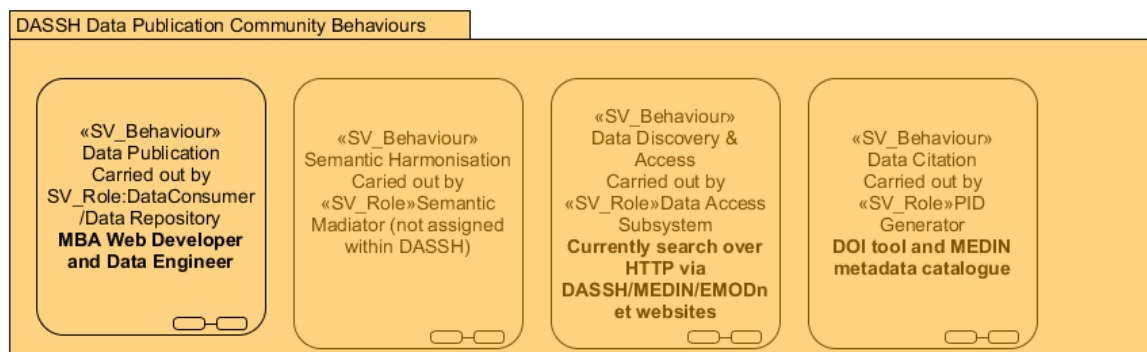 DASSH Data Publication Community Behaviours
«SV_Behaviour»
Data Publication
Carried out by
SV_Role:DataConsumer
/Data Repository
MBA Web Developer
and Data Engineer
«SV_Behaviour»
Semantic Harmonisation
Caried out by
«SV_Role»Semantic
Madiator (not assigned
within DASSH)
«SV_Behaviour»
Data Discovery &
Access
Carried out by
«SV_Role»Data Access
Subsystem
Currently search over
HTTP via
DASSH/MEDIN/EMODn
et websites
«SV_Behaviour»
Data Citation
Carried out by
«SV_Role»PID
Generator
DOI tool and MEDIN
metadata catalogue